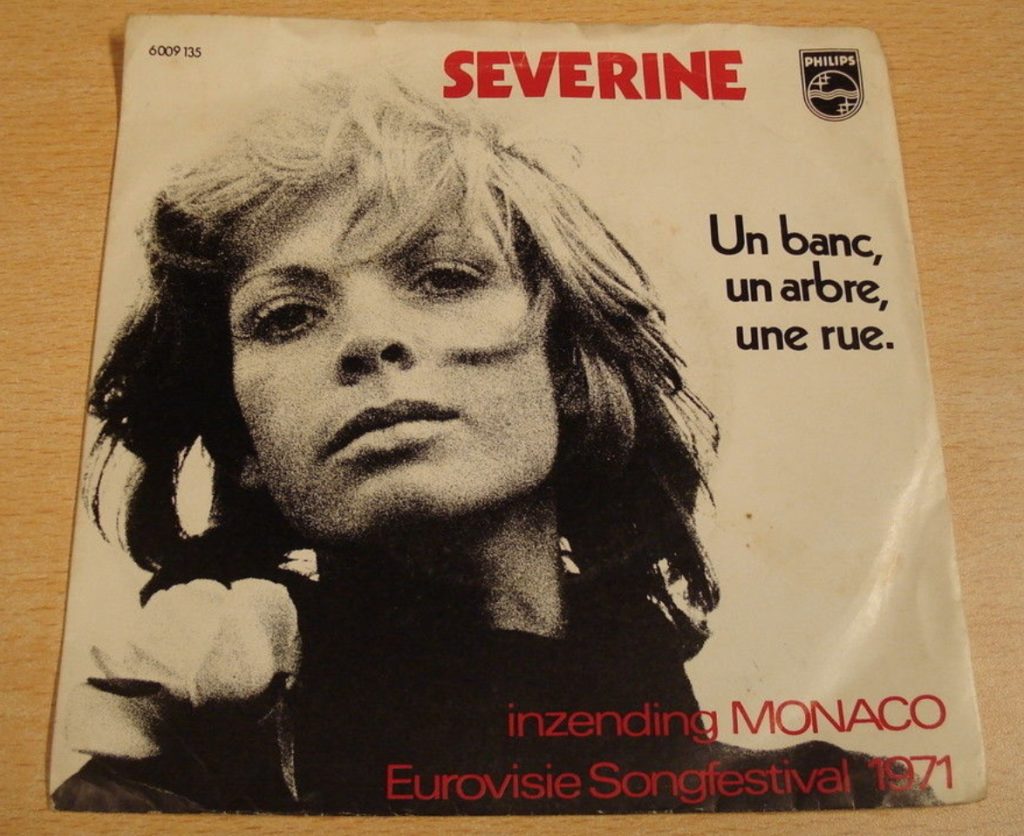 6009 135
SEVERINE
PHILIPS
Un banc,
un arbre,
une rue.
inzending MONACO
Eurovisie Songfestival 1971